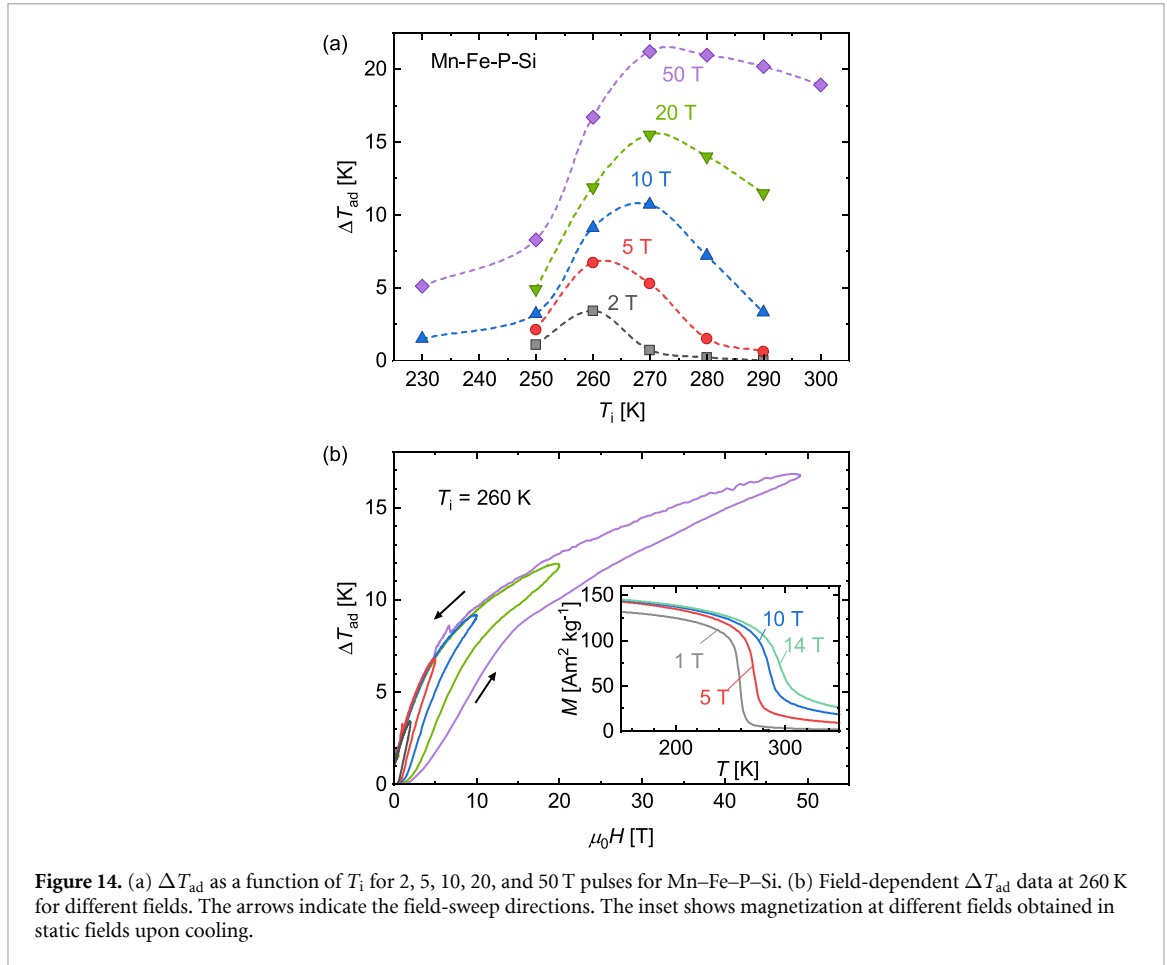 (a)
Mn-Fe-P-Si
50 T
20 T
10 T
5 T
2 T
20
15
10
5
0
ΔTad [K]
230 240 250 260 270 280 290 300
Ti [K]
(b)
Ti = 260 K
15
10
5
0
ΔTad [K]
0 10 20 30 40 50
μ0H [T]
150
100
50
0
M [Am2 kg-1]
1 T
5 T
10 T
14 T
200 300
T [K]
Figure 14. (a) ΔTad as a function of Ti for 2, 5, 10, 20, and 50 T pulses for Mn–Fe–P–Si. (b) Field-dependent ΔTad data at 260 K
for different fields. The arrows indicate the field-sweep directions. The inset shows magnetization at different fields obtained in
static fields upon cooling.